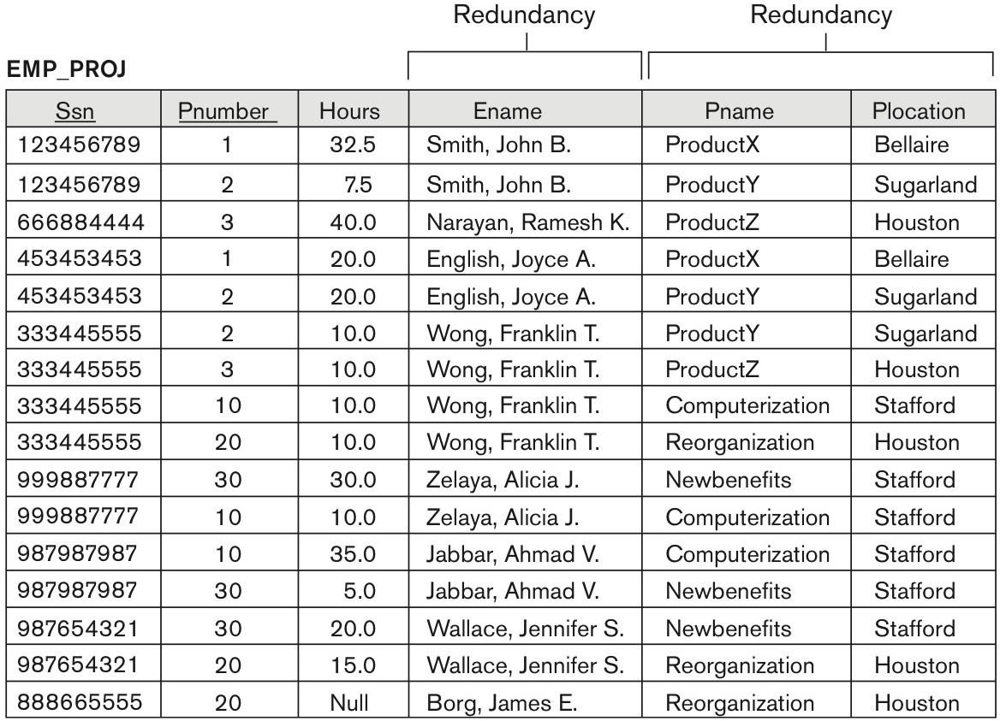 Redundancy Redundancy
EMP_PROJ
Ssn Pnumber Hours Ename Pname Plocation
123456789 1 32.5 Smith, John B. ProductX Bellaire
123456789 2 7.5 Smith, John B. ProductY Sugarland
666884444 3 40.0 Narayan, Ramesh K. ProductZ Houston
453453453 1 20.0 English, Joyce A. ProductX Bellaire
453453453 2 20.0 English, Joyce A. ProductY Sugarland
333445555 2 10.0 Wong, Franklin T. ProductY Sugarland
333445555 3 10.0 Wong, Franklin T. ProductZ Houston
333445555 10 10.0 Wong, Franklin T. Computerization Stafford
333445555 20 10.0 Wong, Franklin T. Reorganization Houston
999887777 30 30.0 Zelaya, Alicia J. Newbenefits Stafford
999887777 10 10.0 Zelaya, Alicia J. Computerization Stafford
987987987 10 35.0 Jabbar, Ahmad V. Computerization Stafford
987987987 30 5.0 Jabbar, Ahmad V. Newbenefits Stafford
987654321 30 20.0 Wallace, Jennifer S. Newbenefits Stafford
987654321 20 15.0 Wallace, Jennifer S. Reorganization Houston
888665555 20 Null Borg, James E. Reorganization Houston